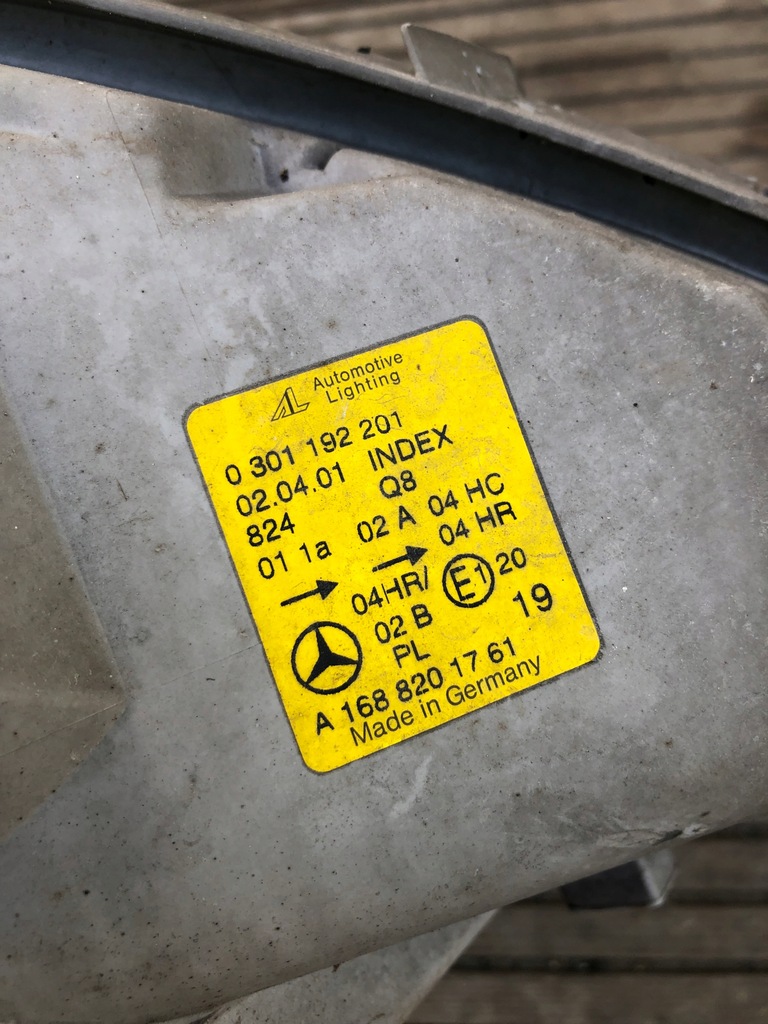 AL Automotive
Lighting
0 301 192 201
02.04.01 INDEX
824 Q8
01 1a 02 A 04 HC
04 HR
04HR/ E1 20
02 B 19
PL
A 168 820 17 61
Made in Germany